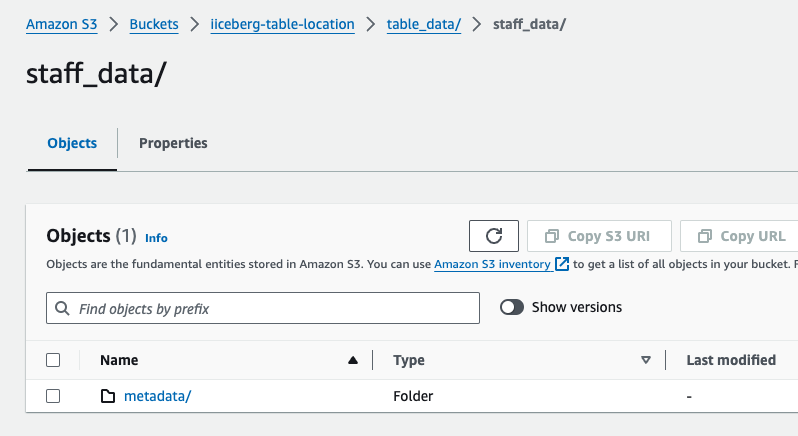 Amazon S3 > Buckets > iiceberg-table-location > table_data/ > staff_data/
staff_data/
Objects Properties
Objects (1) Info Copy S3 URI Copy URL
Objects are the fundamental entities stored in Amazon S3. You can use Amazon S3 inventory to get a list of all objects in your bucket.
Find objects by prefix Show versions
Name Type Last modified
metadata/ Folder -